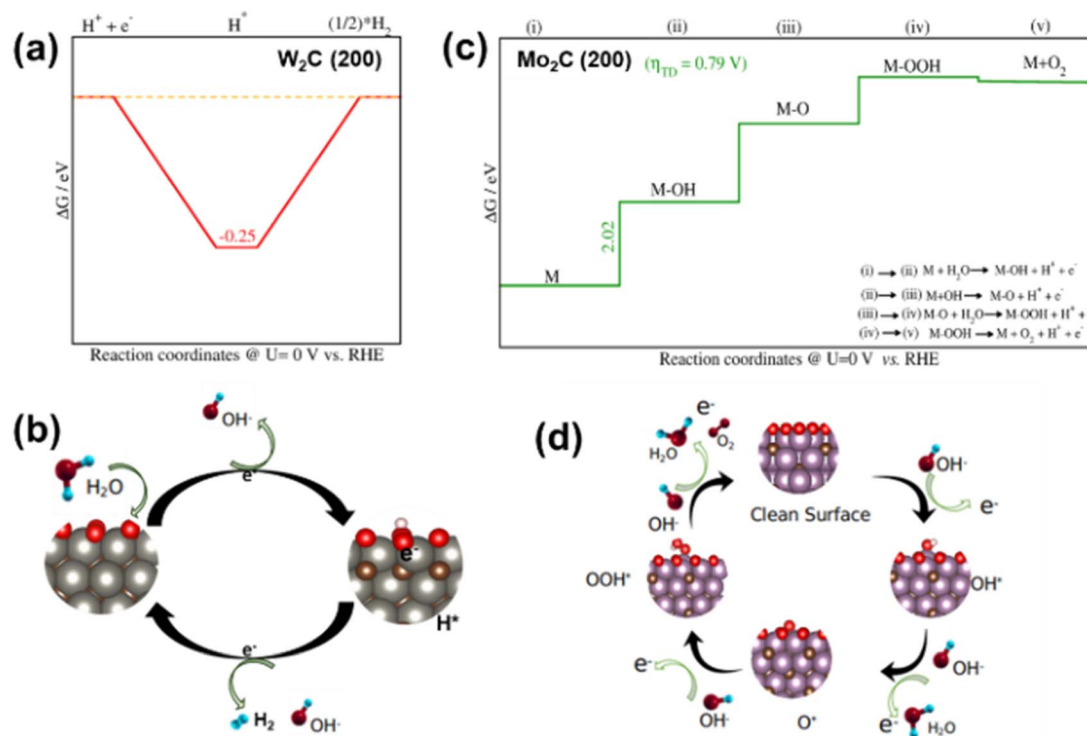 (a)
H⁺ + e⁻ H* (1/2)*H₂
W₂C (200)
ΔG / eV
-0.25
Reaction coordinates @ U= 0 V vs. RHE
(c)
(i) (ii) (iii) (iv) (v)
Mo₂C (200) (η_TD = 0.79 V)
M-OOH M+O₂
M-O
M-OH
ΔG / eV
2.02
M
(i) → (ii) M + H₂O → M-OH + H⁺ + e⁻
(ii) → (iii) M+OH → M-O + H⁺ + e⁻
(iii) → (iv) M-O + H₂O → M-OOH + H⁺ +
(iv) → (v) M-OOH → M + O₂ + H⁺ + e⁻
Reaction coordinates @ U=0 V vs. RHE
(b)
OH⁻
H₂O
e⁻
e⁻
H*
e⁻
H₂ OH⁻
(d)
e⁻
H₂O O₂
OH⁻
Clean Surface
OH⁻
e⁻
OOH*
OH*
e⁻
OH⁻
O*
OH⁻
e⁻ H₂O